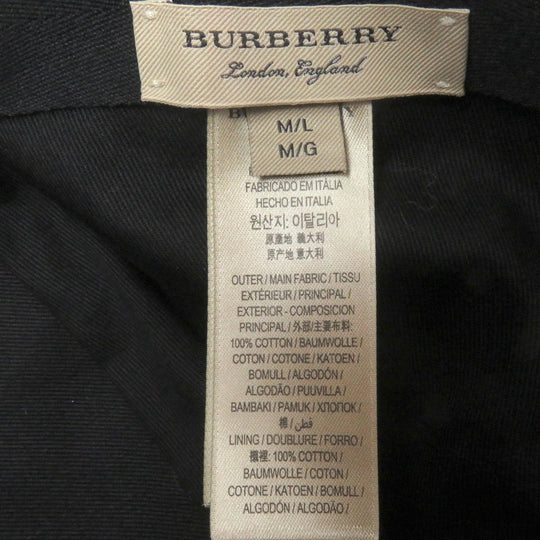 BURBERRY
London, England
M/L
M/G
FABRICADO EM ITÁLIA
HECHO EN ITALIA
원산지: 이탈리아
原產地 義大利
原产地 意大利
OUTER / MAIN FABRIC / TISSU
EXTÉRIEUR / PRINCIPAL /
EXTERIOR - COMPOSICION
PRINCIPAL / 外部/主要布料:
100% COTTON / BAUMWOLLE /
COTON / COTONE / KATOEN /
BOMULL / ALGODÓN /
ALGODÃO / PUUVILLA /
BAMBAKI / PAMUK / ХЛОПОК /
棉 / قطن /
LINING / DOUBLURE / FORRO /
襯裡: 100% COTTON /
BAUMWOLLE / COTON /
COTONE / KATOEN / BOMULL /
ALGODÓN / ALGODÃO /